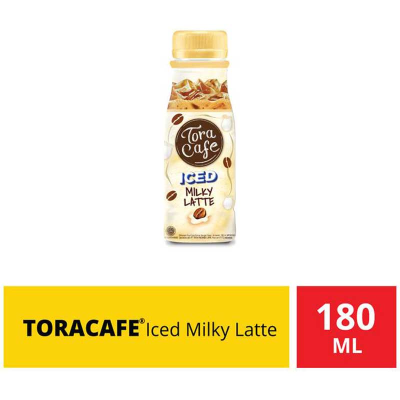 Tora
Cafe
ICED
MILKY
LATTE
TORACAFE® Iced Milky Latte
180
ML